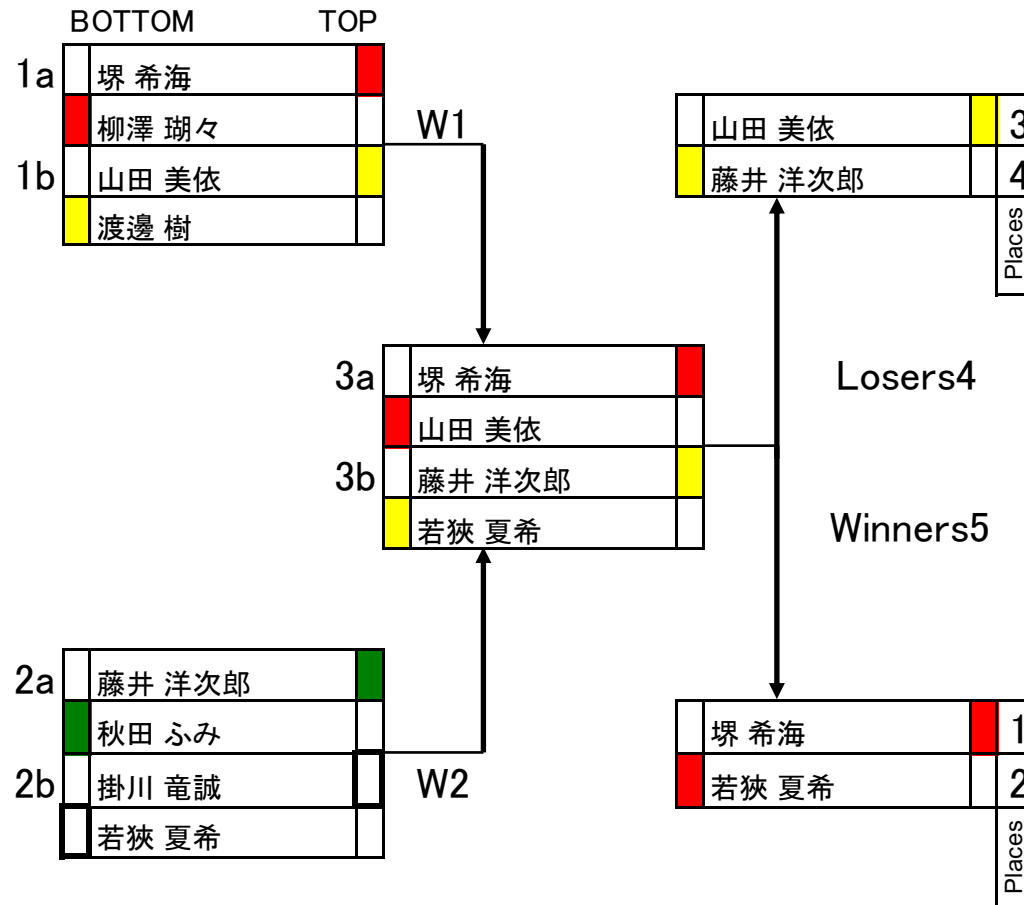 BOTTOM TOP
1a 堺 希海
柳澤 瑚々
1b 山田 美依
渡邊 樹
W1
山田 美依 3
藤井 洋次郎 4
Places
3a 堺 希海
山田 美依
3b 藤井 洋次郎
若狹 夏希
Losers4
Winners5
2a 藤井 洋次郎
秋田 ふみ
2b 掛川 竜誠
若狹 夏希
W2
堺 希海 1
若狹 夏希 2
Places